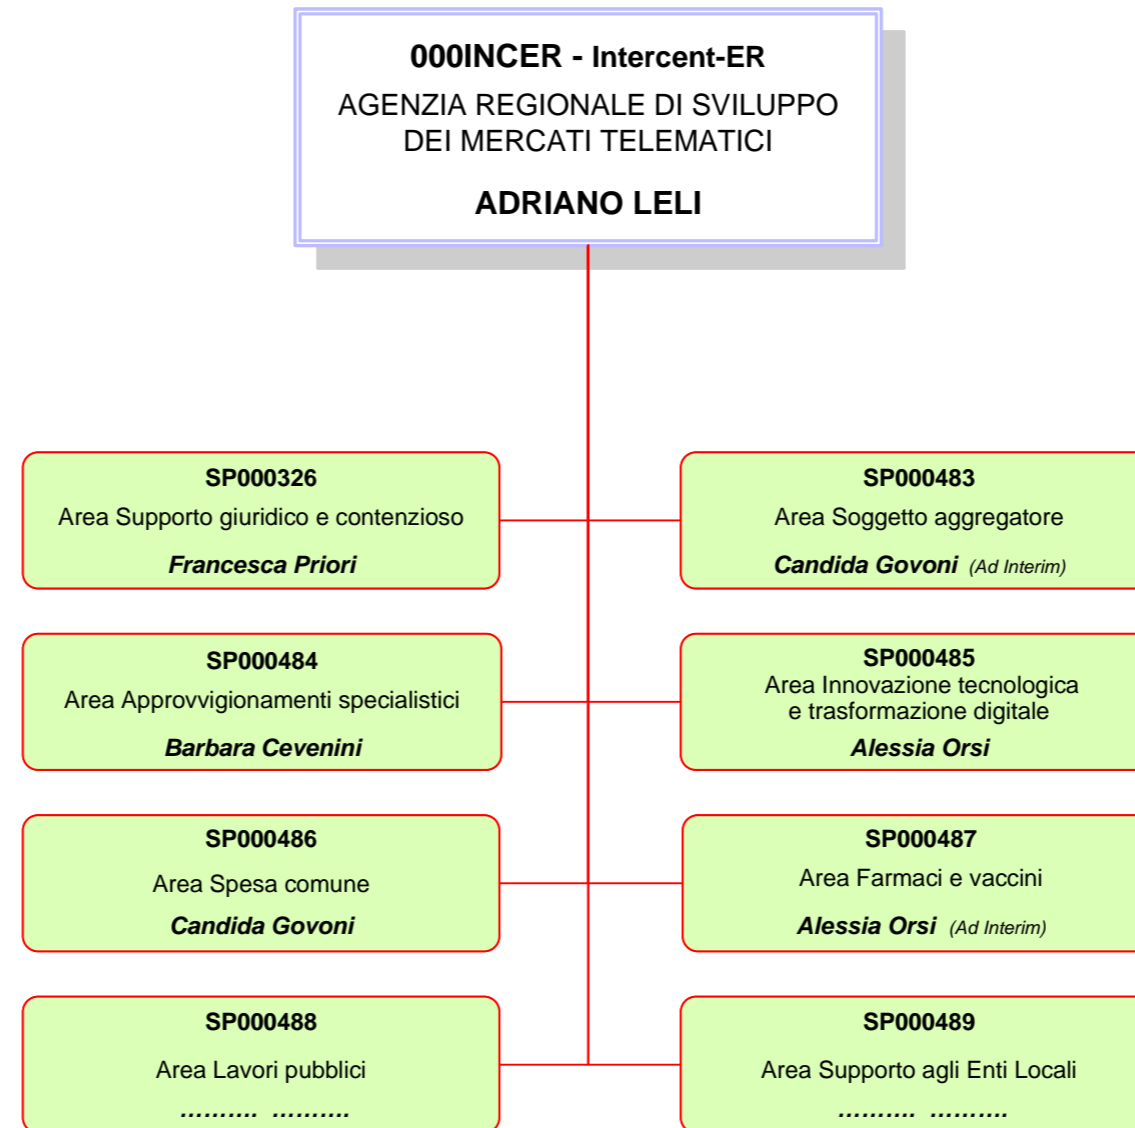 000INCER - Intercent-ER
AGENZIA REGIONALE DI SVILUPPO
DEI MERCATI TELEMATICI
ADRIANO LELI
SP000326
Area Supporto giuridico e contenzioso
Francesca Priori
SP000483
Area Soggetto aggregatore
Candida Govoni (Ad Interim)
SP000484
Area Approvvigionamenti specialistici
Barbara Cevenini
SP000485
Area Innovazione tecnologica
e trasformazione digitale
Alessia Orsi
SP000486
Area Spesa comune
Candida Govoni
SP000487
Area Farmaci e vaccini
Alessia Orsi (Ad Interim)
SP000488
Area Lavori pubblici
.......... ..........
SP000489
Area Supporto agli Enti Locali
.......... ..........